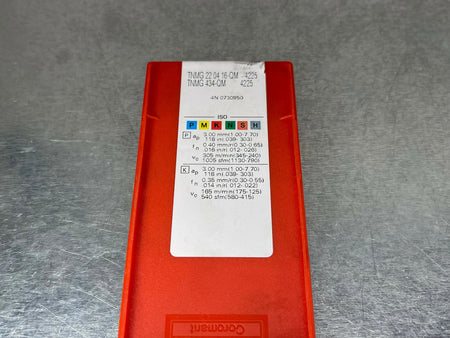 TNMG 22 04 16-QM 4225
TNMG 434-QM 4225
4N 0730950
ISO
P M K N S H
P ap 3.00 mm(1.00-7.70)
.118 in(.039-.303)
fn 0.40 mm/r(0.30-0.65)
.016 in/r(.012-.026)
vc 305 m/min(345-240)
1005 sfm(1130-790)
K ap 3.00 mm(1.00-7.70)
.118 in(.039-.303)
fn 0.35 mm/r(0.30-0.55)
.014 in/r(.012-.022)
vc 165 m/min(175-125)
540 sfm(580-415)
Coromant